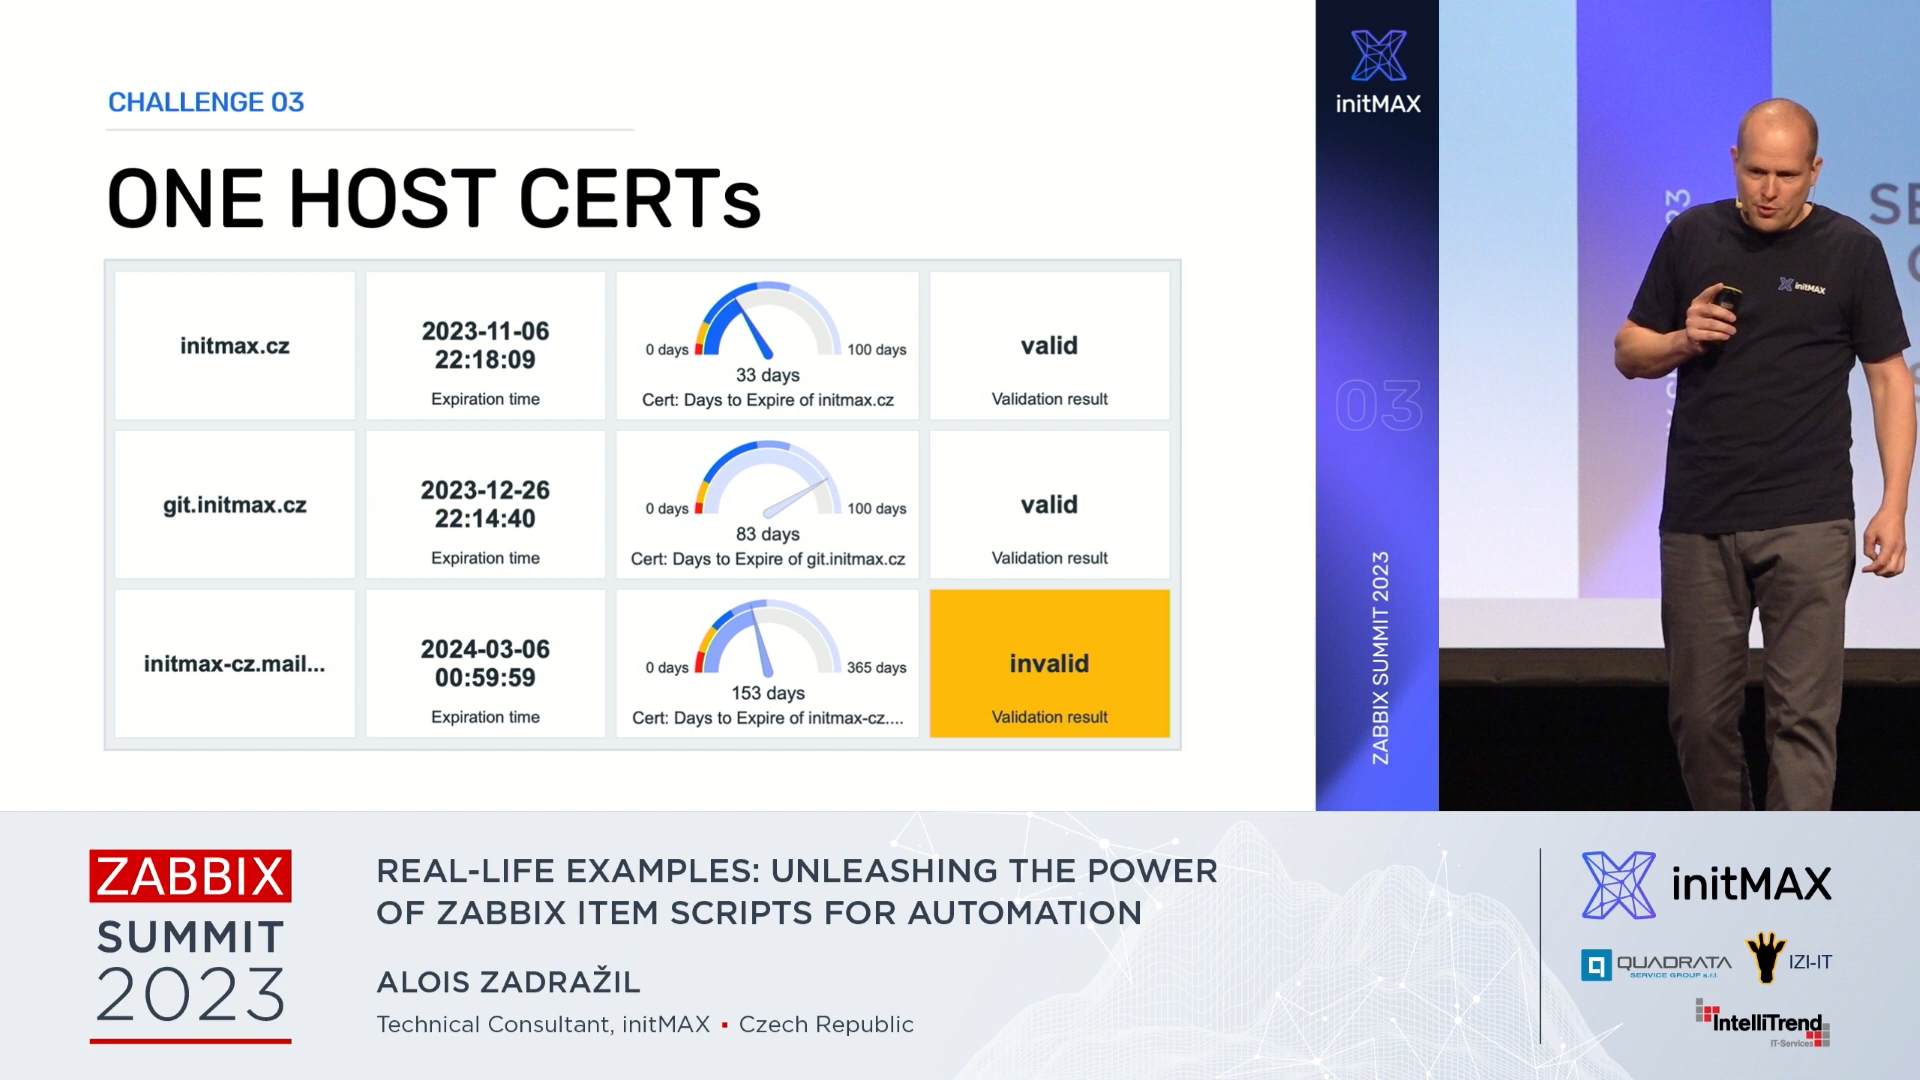 CHALLENGE 03
ONE HOST CERTs
initmax.cz
2023-11-06
22:18:09
Expiration time
0 days
100 days
33 days
Cert: Days to Expire of initmax.cz
valid
Validation result
git.initmax.cz
2023-12-26
22:14:40
Expiration time
0 days
100 days
83 days
Cert: Days to Expire of git.initmax.cz
valid
Validation result
initmax-cz.mail...
2024-03-06
00:59:59
Expiration time
0 days
365 days
153 days
Cert: Days to Expire of initmax-cz....
invalid
Validation result
initMAX
03
ZABBIX SUMMIT 2023
initMAX
ZABBIX
SUMMIT
2023
REAL-LIFE EXAMPLES: UNLEASHING THE POWER
OF ZABBIX ITEM SCRIPTS FOR AUTOMATION
ALOIS ZADRAŽIL
Technical Consultant, initMAX ▪ Czech Republic
initMAX
QUADRATA
SERVICE GROUP s.r.l.
IZI-IT
IntelliTrend
IT-Services